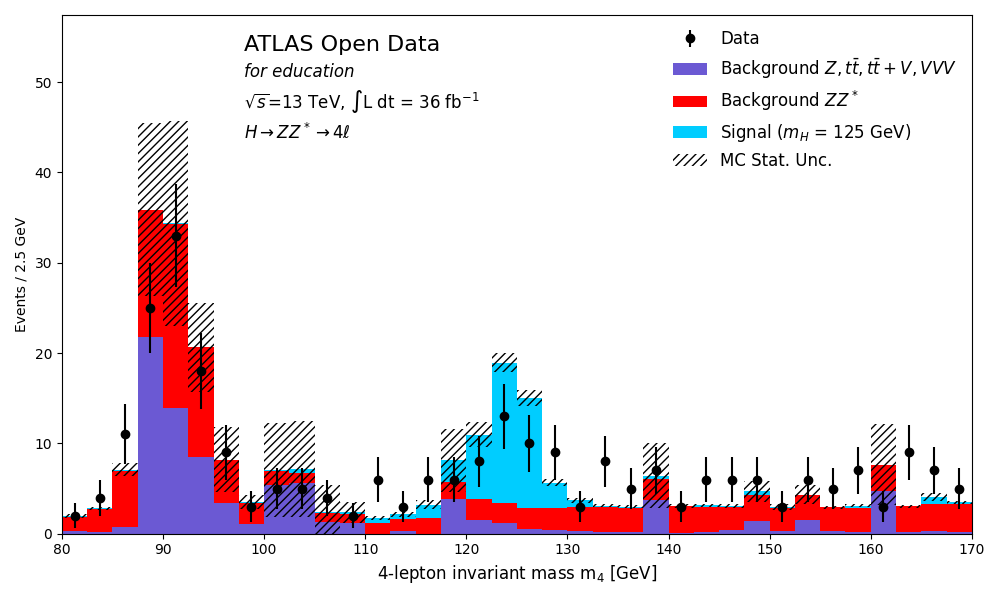 ATLAS Open Data
for education
√s=13 TeV, ∫L dt = 36 fb⁻¹
H → ZZ* → 4ℓ
Data
Background Z, tt̄, tt̄ + V, VVV
Background ZZ*
Signal (m_H = 125 GeV)
MC Stat. Unc.
Events / 2.5 GeV
50
40
30
20
10
0
80 90 100 110 120 130 140 150 160 170
4-lepton invariant mass m₄ [GeV]